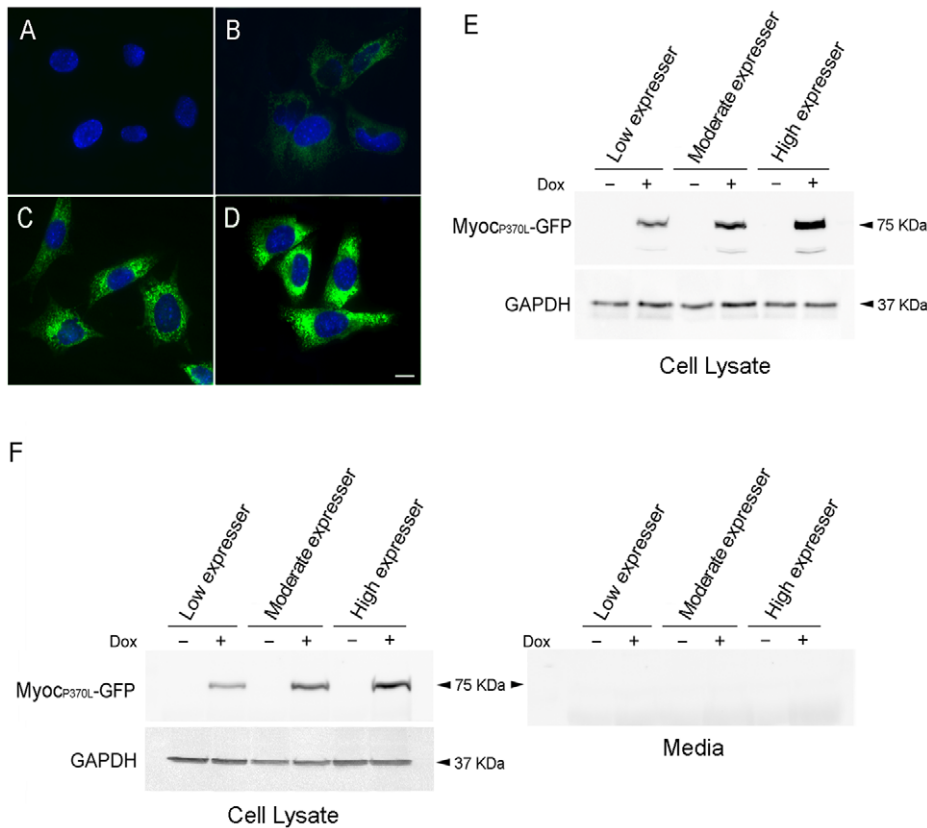 A
B
C
D
E
Low expresser
Moderate expresser
High expresser
Dox − + − + − +
MyocP370L-GFP
75 KDa
GAPDH
37 KDa
Cell Lysate
F
Low expresser
Moderate expresser
High expresser
Dox − + − + − +
MyocP370L-GFP
75 KDa
GAPDH
37 KDa
Cell Lysate
Low expresser
Moderate expresser
High expresser
Dox − + − + − +
Media